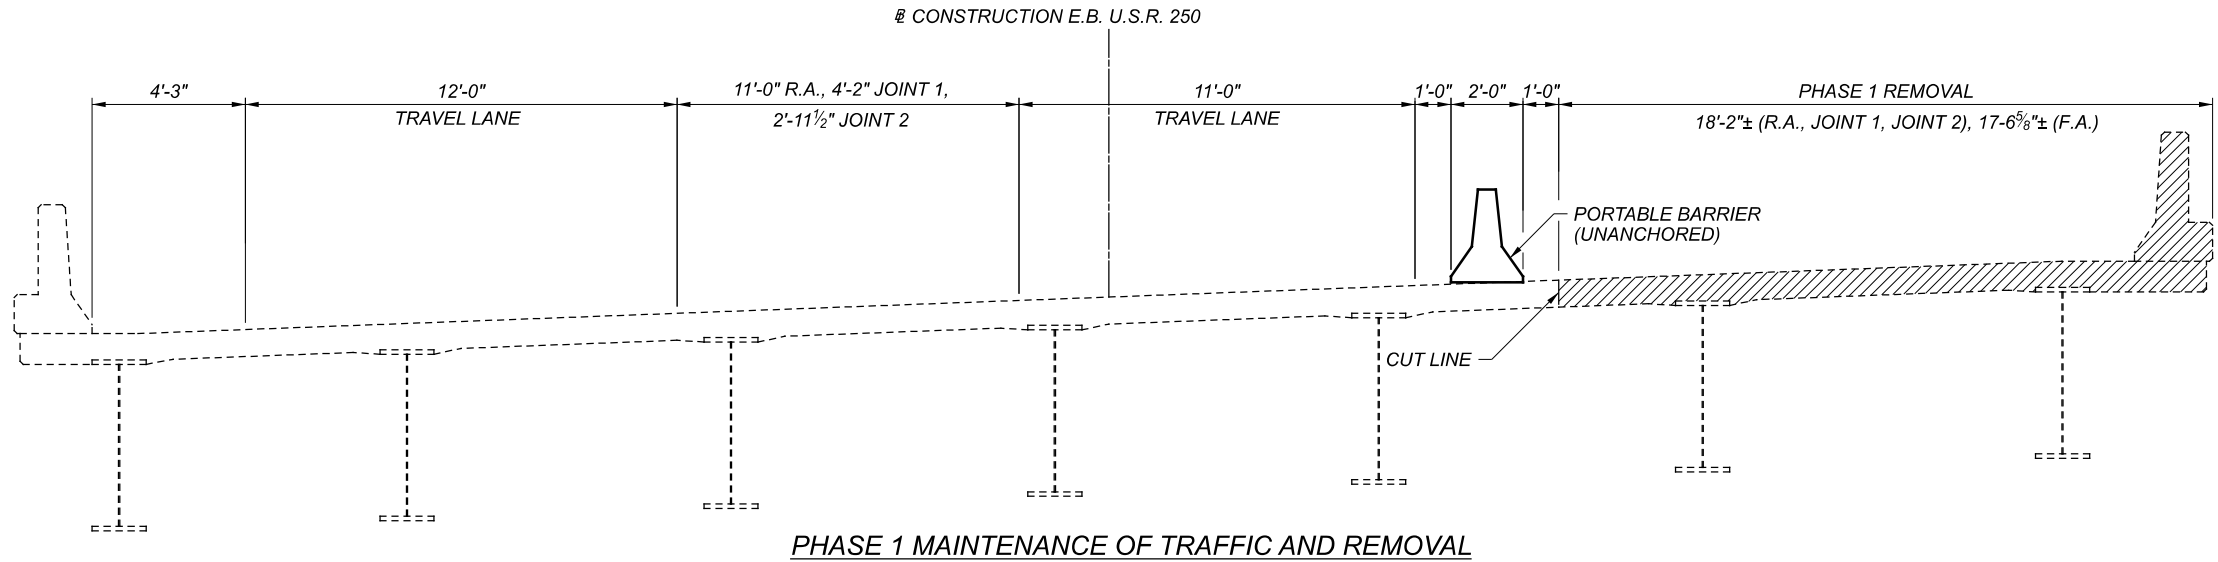 ℄ CONSTRUCTION E.B. U.S.R. 250
4'-3"
12'-0"
TRAVEL LANE
11'-0" R.A., 4'-2" JOINT 1,
2'-11½" JOINT 2
11'-0"
TRAVEL LANE
1'-0"
2'-0"
1'-0"
PHASE 1 REMOVAL
18'-2"± (R.A., JOINT 1, JOINT 2), 17-6⅝"± (F.A.)
PORTABLE BARRIER
(UNANCHORED)
CUT LINE
PHASE 1 MAINTENANCE OF TRAFFIC AND REMOVAL